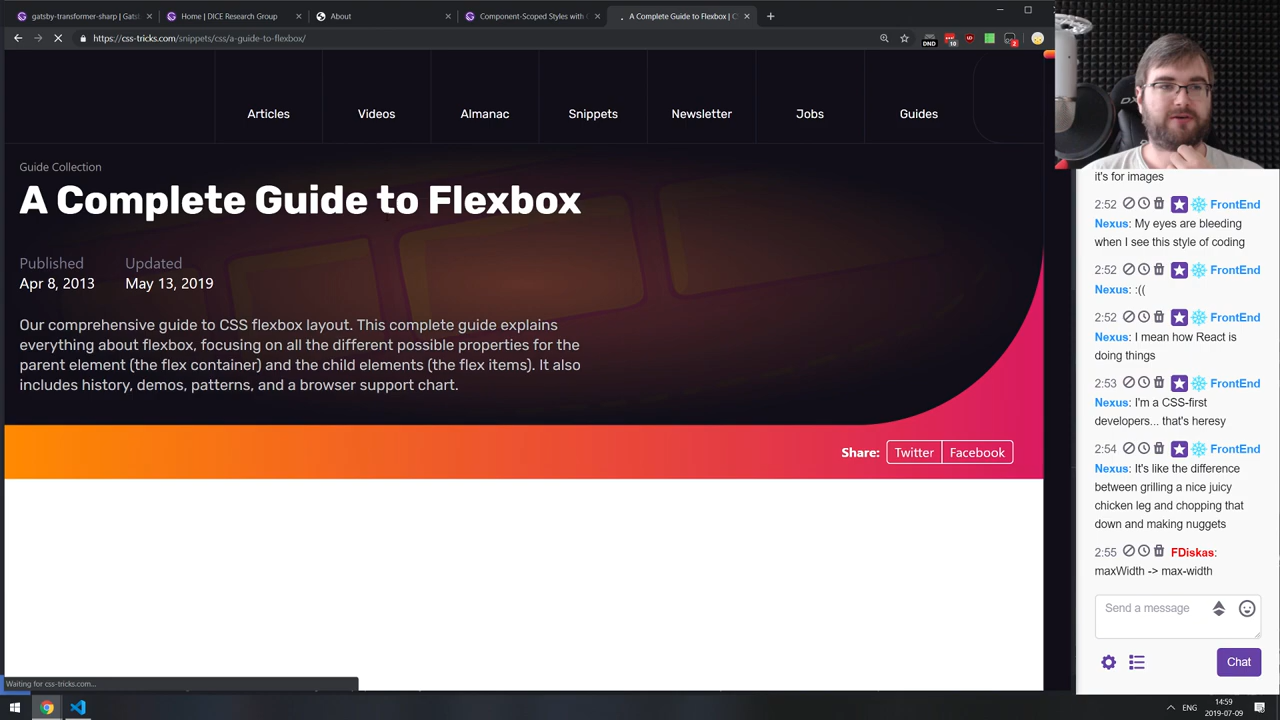 gatsby-transformer-sharp | Gats
Home | DICE Research Group
About
Component-Scoped Styles with
A Complete Guide to Flexbox | C
https://css-tricks.com/snippets/css/a-guide-to-flexbox/
DND
10
2
Articles
Videos
Almanac
Snippets
Newsletter
Jobs
Guides
Guide Collection
A Complete Guide to Flexbox
Published
Updated
Apr 8, 2013
May 13, 2019
Our comprehensive guide to CSS flexbox layout. This complete guide explains
everything about flexbox, focusing on all the different possible properties for the
parent element (the flex container) and the child elements (the flex items). It also
includes history, demos, patterns, and a browser support chart.
Share:
Twitter
Facebook
Waiting for css-tricks.com...
it's for images
2:52 FrontEnd
Nexus: My eyes are bleeding
when I see this style of coding
2:52 FrontEnd
Nexus: :((
2:52 FrontEnd
Nexus: I mean how React is
doing things
2:53 FrontEnd
Nexus: I'm a CSS-first
developers... that's heresy
2:54 FrontEnd
Nexus: It's like the difference
between grilling a nice juicy
chicken leg and chopping that
down and making nuggets
2:55 FDiskas:
maxWidth -> max-width
Send a message
Chat
ENG
14:59
2019-07-09